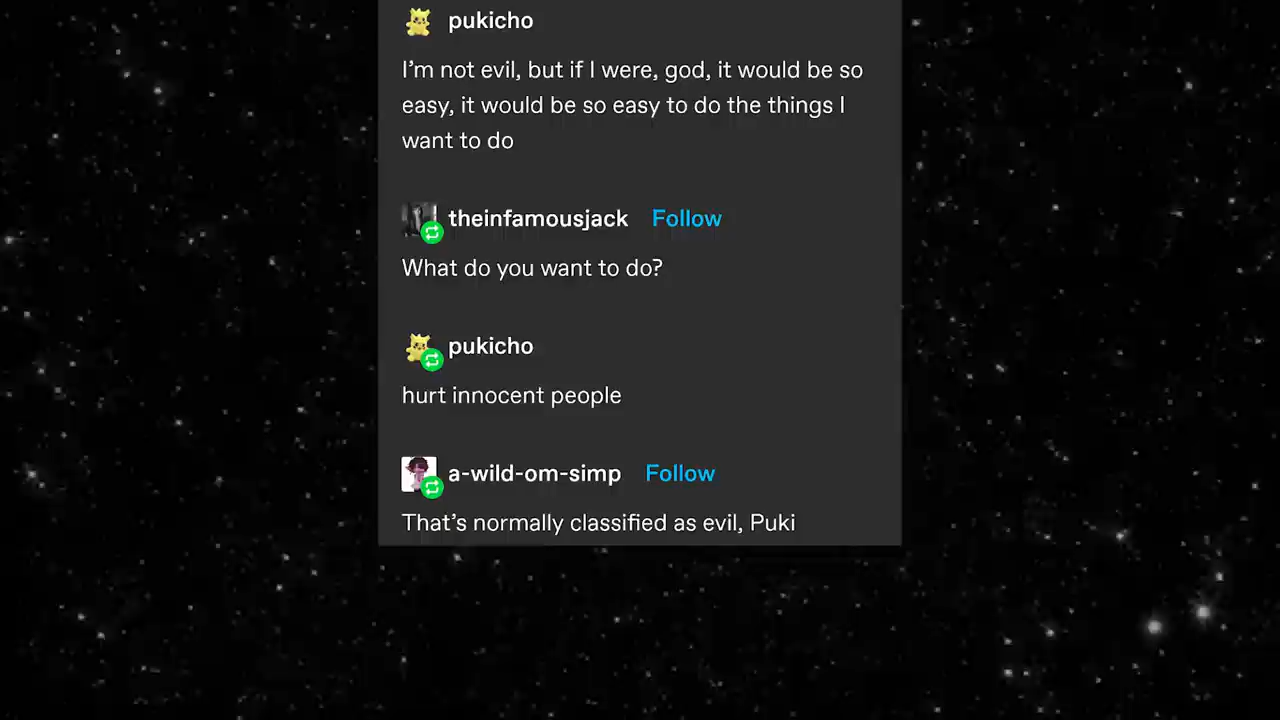 pukicho
I’m not evil, but if I were, god, it would be so
easy, it would be so easy to do the things I
want to do
theinfamousjack Follow
What do you want to do?
pukicho
hurt innocent people
a-wild-om-simp Follow
That’s normally classified as evil, Puki